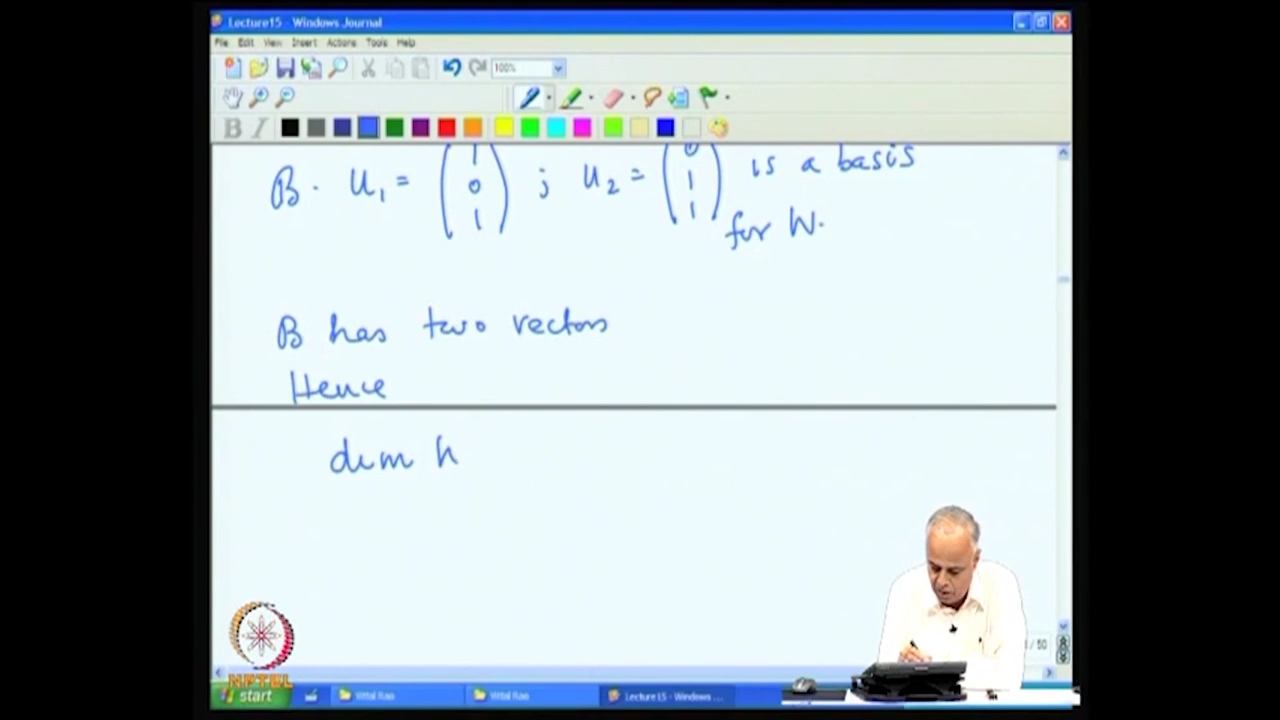 Lecture15 - Windows Journal
File Edit View Insert Actions Tools Help
100%
B. u₁ = (1 0 1) ; u₂ = (0 1 1) is a basis
for W.
B has two vectors
Hence
dim
NPTEL
/ 50
start Vittal Rao Vittal Rao Lecture15 - Windows ...